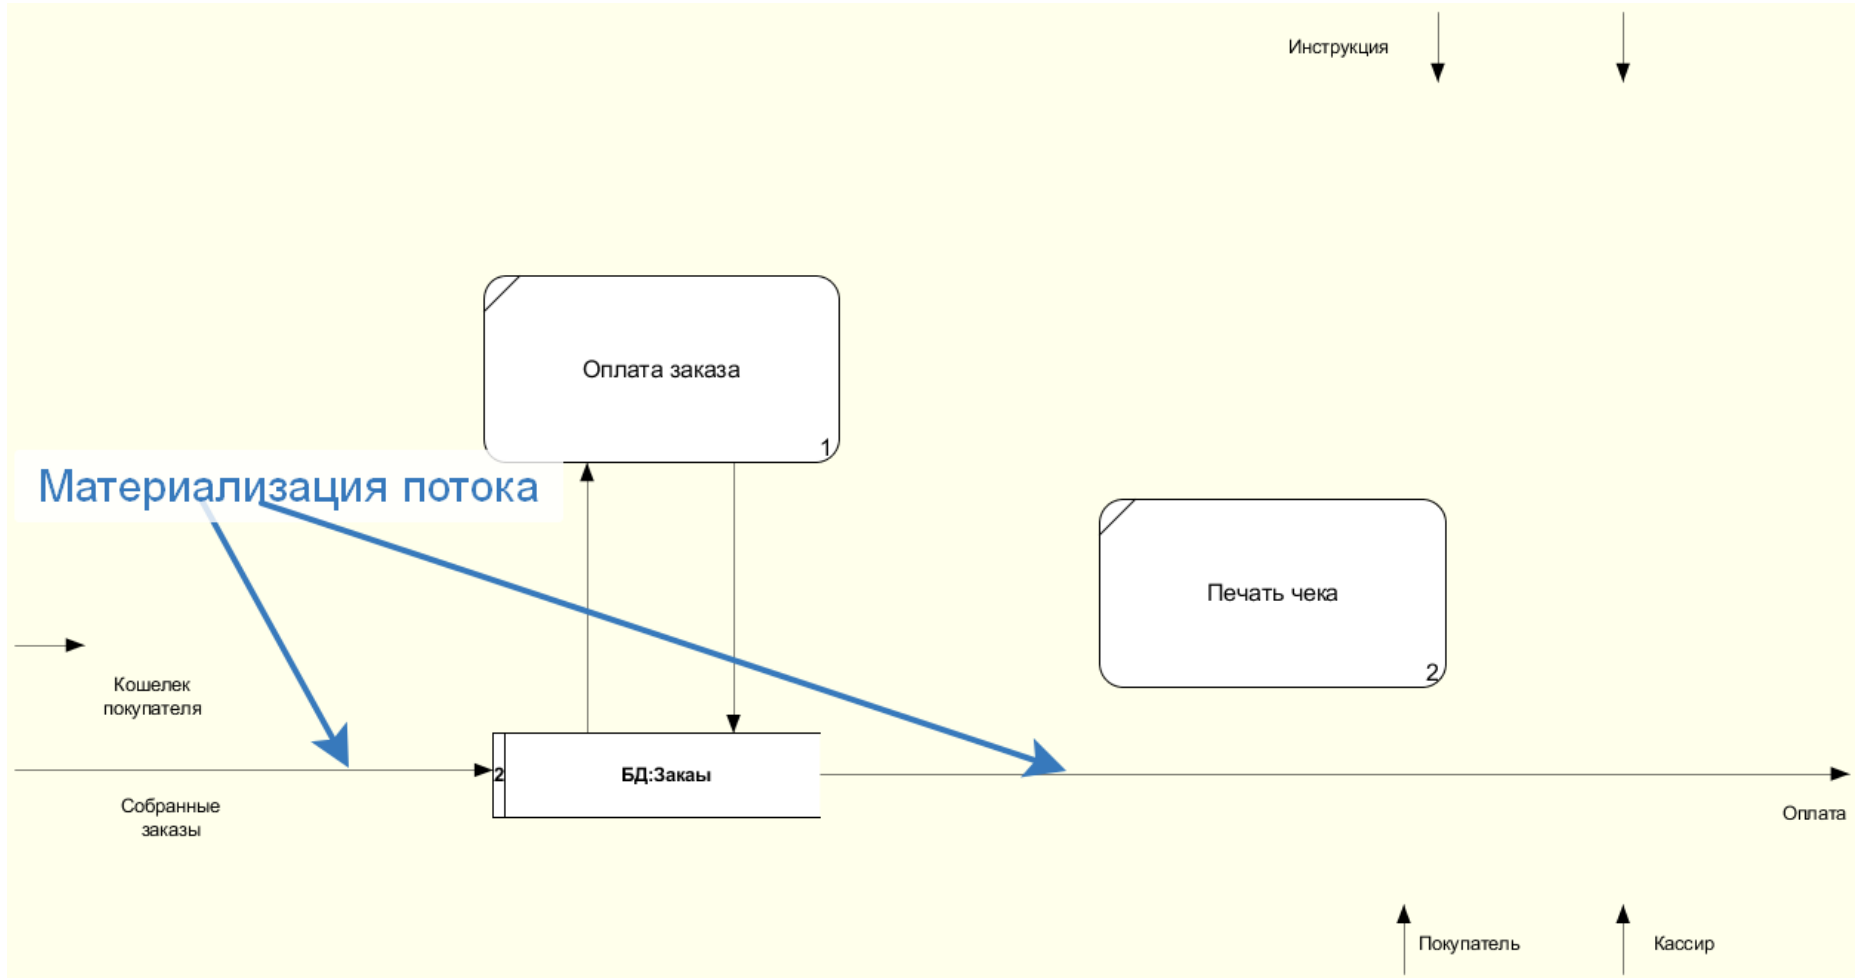 Инструкция
Оплата заказа
1
Материализация потока
Печать чека
2
Кошелек
покупателя
2
БД:Закаы
Собранные
заказы
Оплата
Покупатель
Кассир